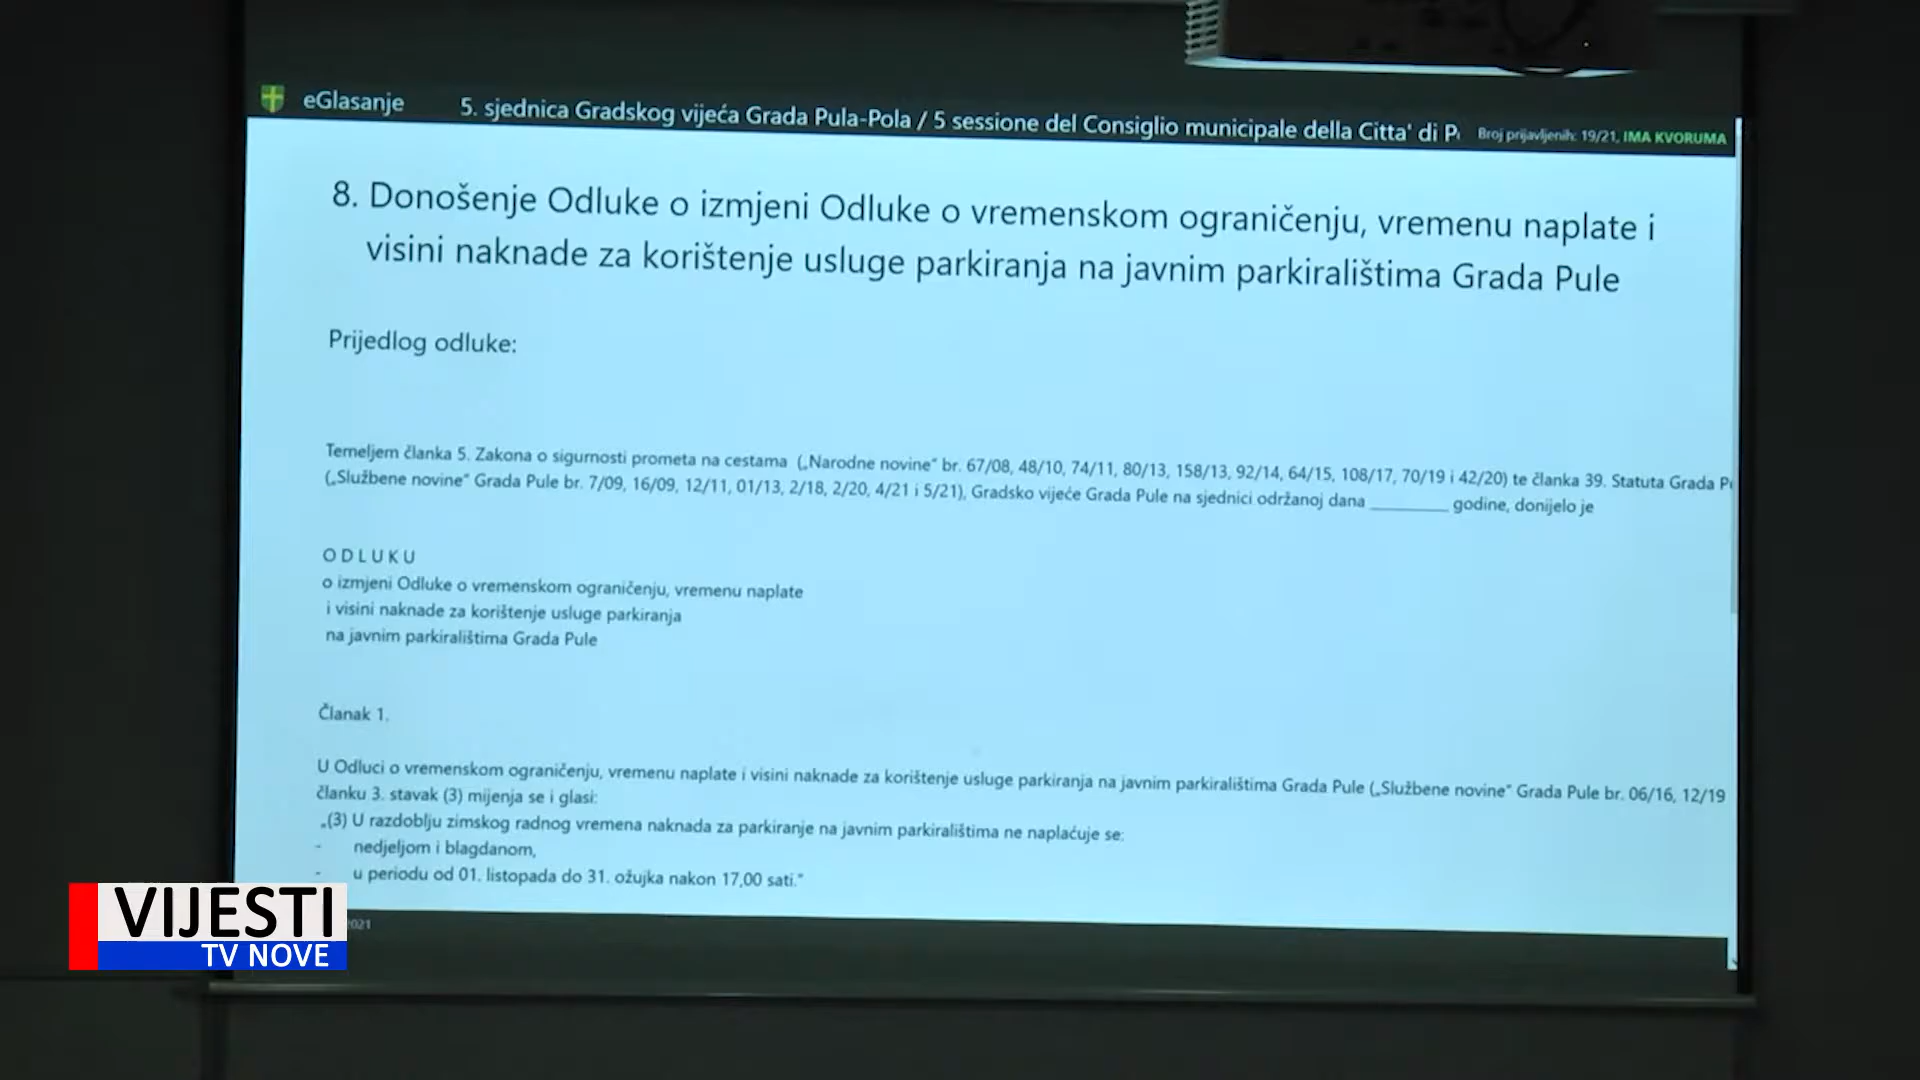 eGlasanje
5. sjednica Gradskog vijeća Grada Pula-Pola / 5 sessione del Consiglio municipale della Citta' di
Broj prijavljenih: 19/21, IMA KVORUMA
8. Donošenje Odluke o izmjeni Odluke o vremenskom ograničenju, vremenu naplate i
visini naknade za korištenje usluge parkiranja na javnim parkiralištima Grada Pule
Prijedlog odluke:
Temeljem članka 5. Zakona o sigurnosti prometa na cestama („Narodne novine“ br. 67/08, 48/10, 74/11, 80/13, 158/13, 92/14, 64/15, 108/17, 70/19 i 42/20) te članka 39. Statuta Grada
(„Službene novine“ Grada Pule br. 7/09, 16/09, 12/11, 01/13, 2/18, 2/20, 4/21 i 5/21), Gradsko vijeće Grada Pule na sjednici održanoj dana _________ godine, donijelo je
O D L U K U
o izmjeni Odluke o vremenskom ograničenju, vremenu naplate
i visini naknade za korištenje usluge parkiranja
na javnim parkiralištima Grada Pule
Članak 1.
U Odluci o vremenskom ograničenju, vremenu naplate i visini naknade za korištenje usluge parkiranja na javnim parkiralištima Grada Pule („Službene novine“ Grada Pule br. 06/16, 12/19
članku 3. stavak (3) mijenja se i glasi:
„(3) U razdoblju zimskog radnog vremena naknada za parkiranje na javnim parkiralištima ne naplaćuje se:
- nedjeljom i blagdanom,
- u periodu od 01. listopada do 31. ožujka nakon 17,00 sati.“
2021
VIJESTI
TV NOVE